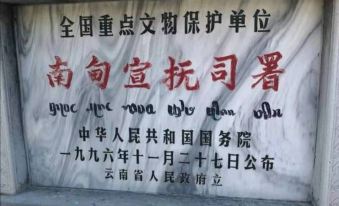 全国重点文物保护单位
南甸宣抚司署
中华人民共和国国务院
一九九六年十一月二十七日公布
云南省人民政府立